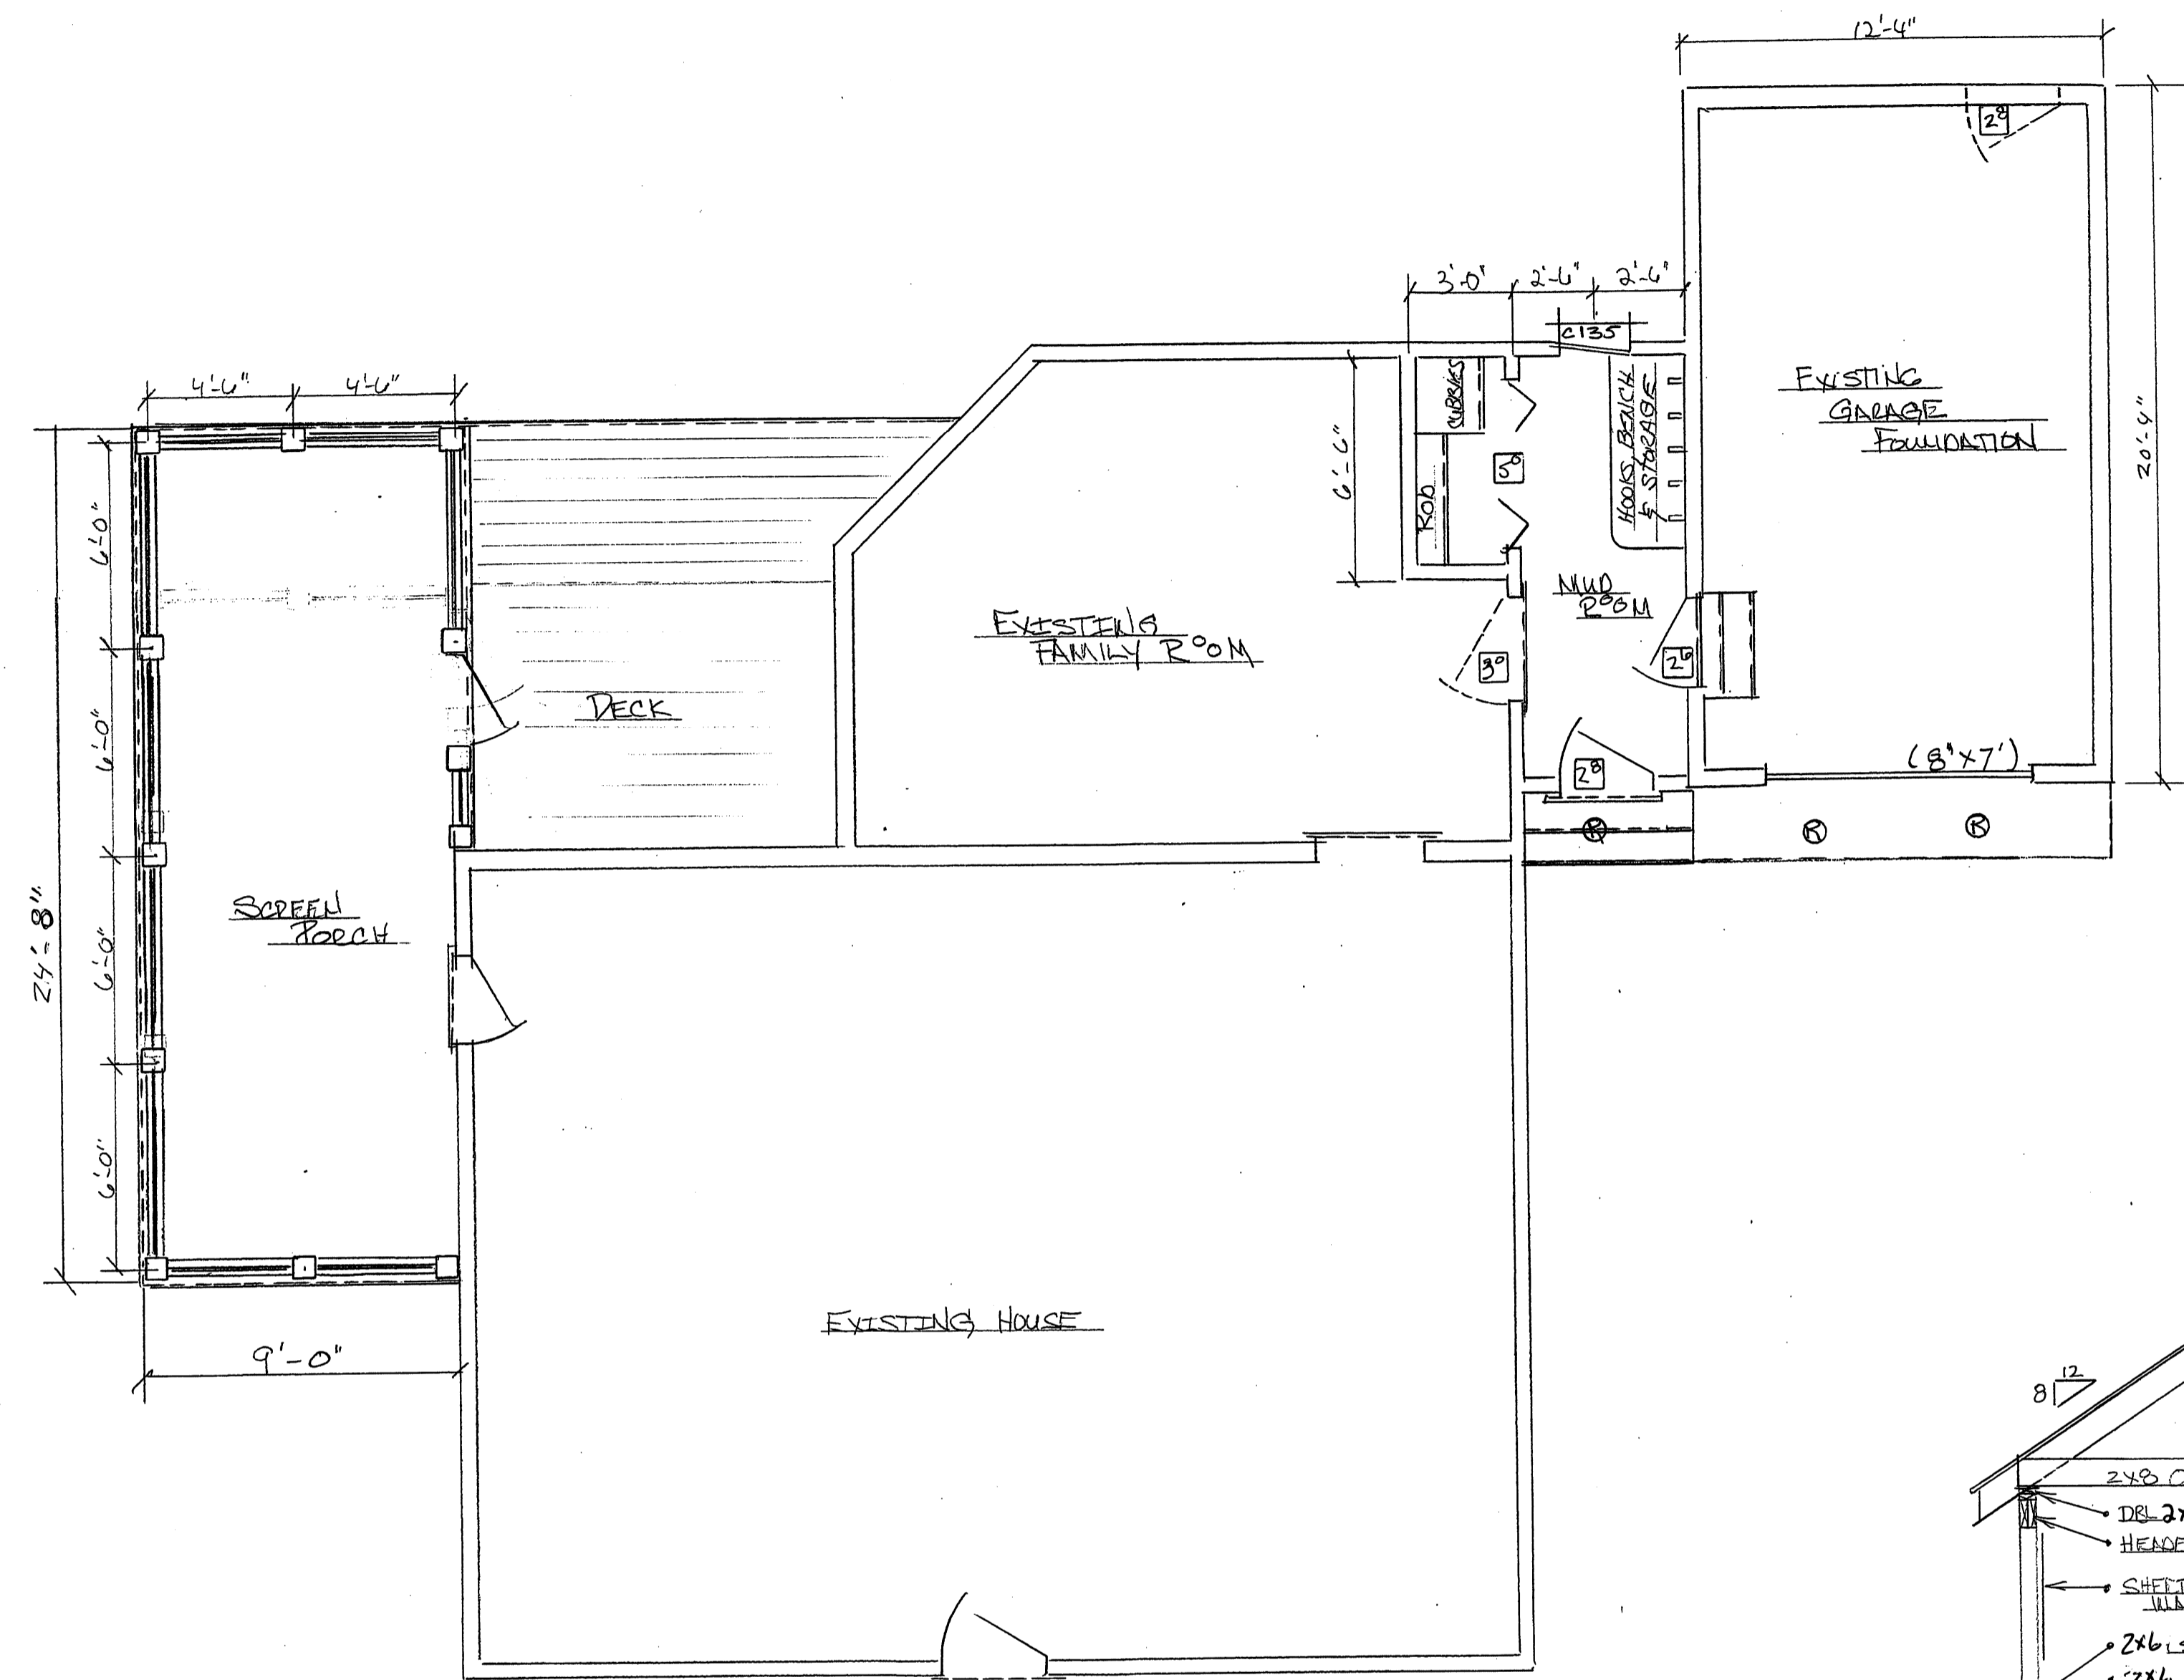 12'-4"
2⁸
3'-0"
2'-6"
2'-6"
C135
4'-6"
4'-6"
CUBBIES
HOOKS, BENCH
& STORAGE
EXISTING
GARAGE
FOUNDATION
20'-4"
6'-6"
5⁰
ROD
6'-0"
MUD
ROOM
EXISTING
FAMILY ROOM
3⁰
2⁶
DECK
6'-0"
2⁸
(8'x7')
R
R
R
SCREEN
PORCH
24'-8"
6'-0"
6'-0"
EXISTING HOUSE
9'-0"
12
8
2x8
DBL 2x
HEADE
2x6